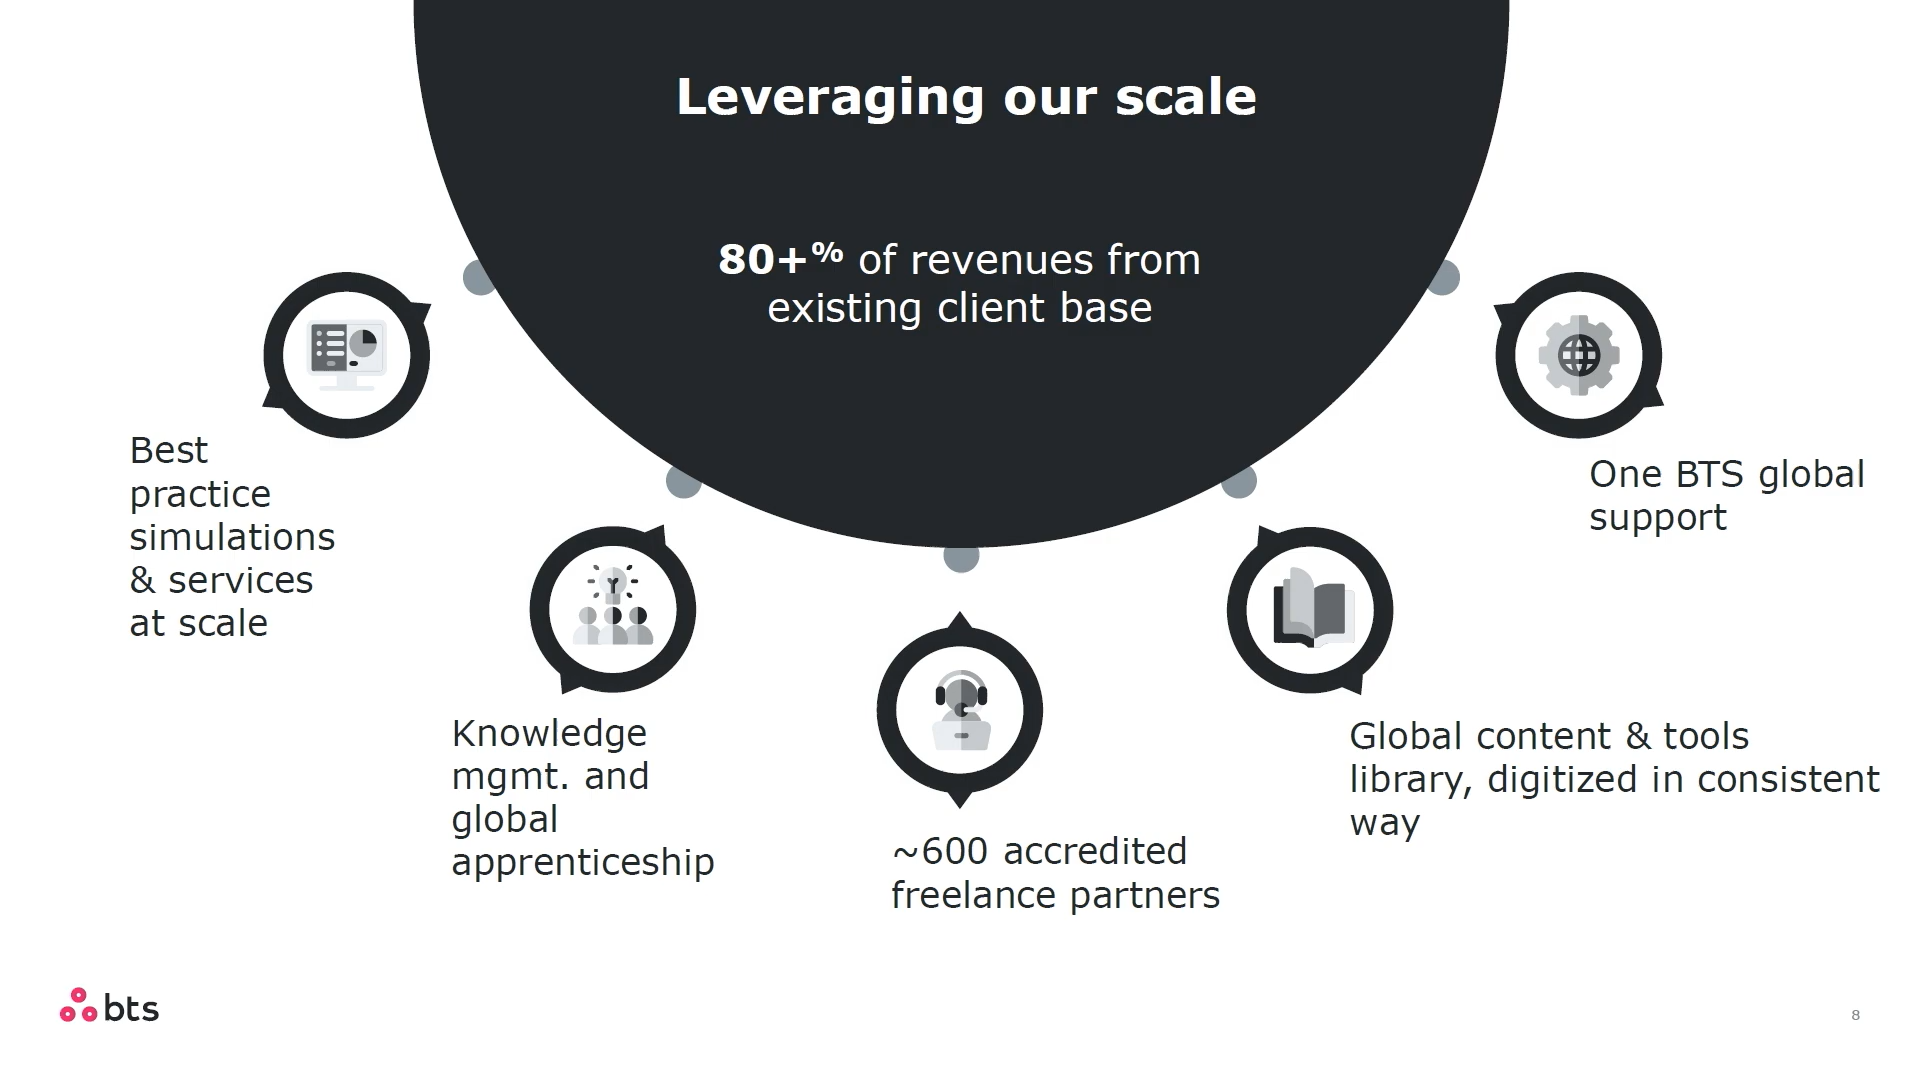 Leveraging our scale
80+% of revenues from
existing client base
Best
practice
simulations
& services
at scale
Knowledge
mgmt. and
global
apprenticeship
~600 accredited
freelance partners
Global content & tools
library, digitized in consistent
way
One BTS global
support
bts
8